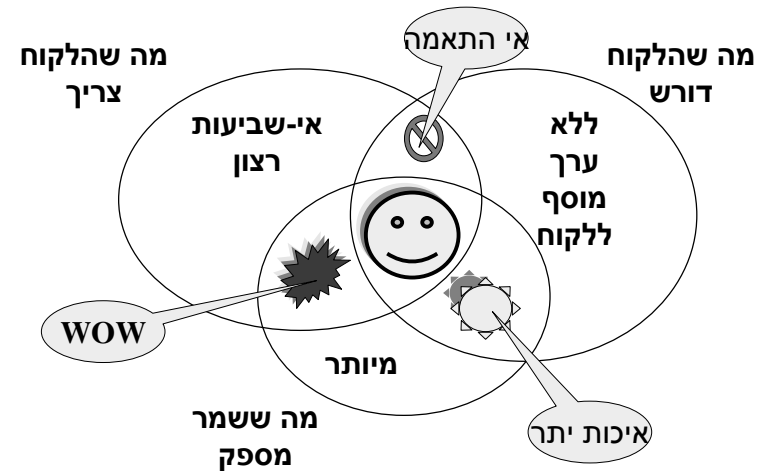 אי התאמה
מה שהלקוח
דורש
מה שהלקוח
צריך
ללא
ערך
מוסף
ללקוח
אי-שביעות
רצון
WOW
מיותר
איכות יתר
מה ששמר
מספק